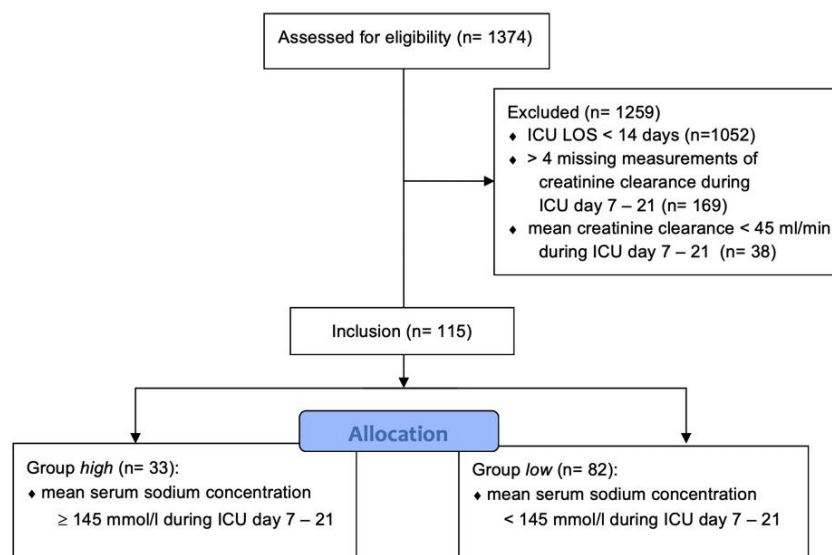 Assessed for eligibility (n= 1374)
Excluded (n= 1259)
♦ ICU LOS < 14 days (n=1052)
♦ > 4 missing measurements of
creatinine clearance during
ICU day 7 – 21 (n= 169)
♦ mean creatinine clearance < 45 ml/min
during ICU day 7 – 21 (n= 38)
Inclusion (n= 115)
Allocation
Group high (n= 33):
♦ mean serum sodium concentration
≥ 145 mmol/l during ICU day 7 – 21
Group low (n= 82):
♦ mean serum sodium concentration
< 145 mmol/l during ICU day 7 – 21